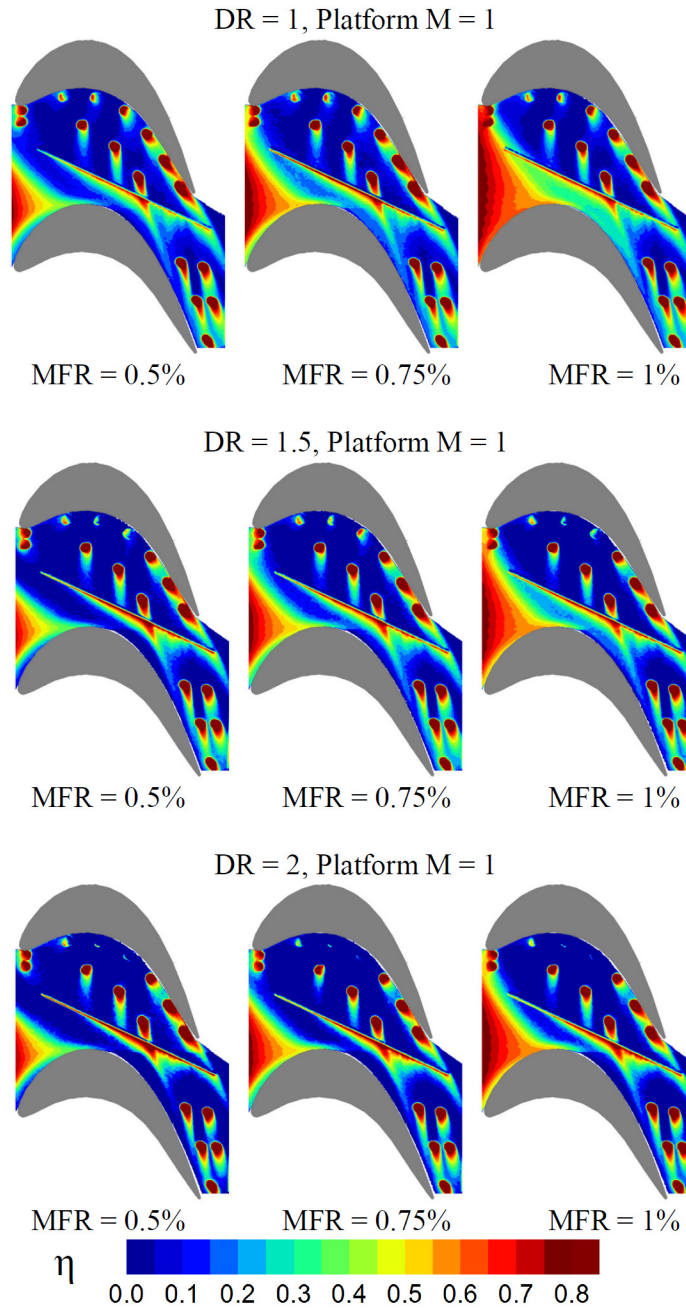 DR = 1, Platform M = 1
MFR = 0.5% MFR = 0.75% MFR = 1%
DR = 1.5, Platform M = 1
MFR = 0.5% MFR = 0.75% MFR = 1%
DR = 2, Platform M = 1
MFR = 0.5% MFR = 0.75% MFR = 1%
η
0.0 0.1 0.2 0.3 0.4 0.5 0.6 0.7 0.8